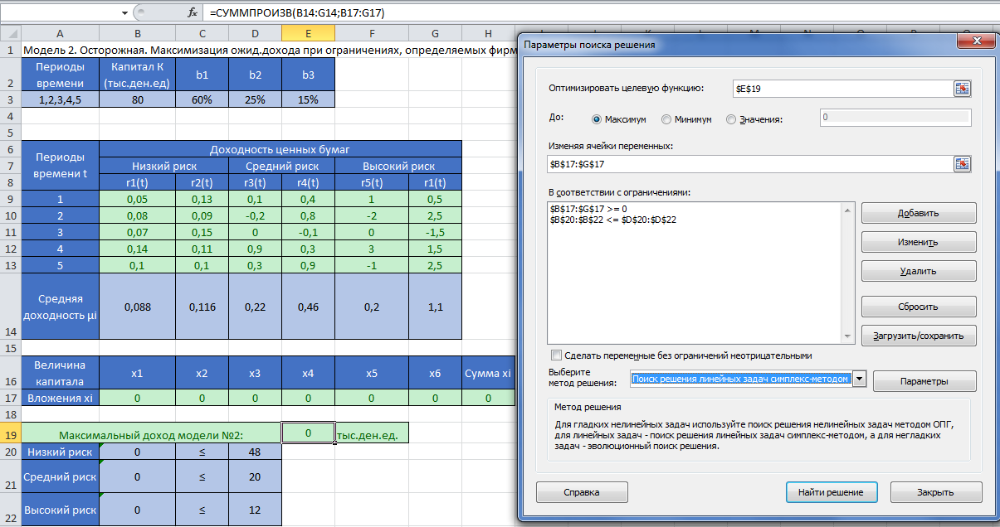 fx =СУММПРОИЗВ(B14:G14;B17:G17)
A B C D E F G H
1 Модель 2. Осторожная. Максимизация ожид.дохода при ограничениях, определяемых фирм
2 Периоды времени Капитал К (тыс.ден.ед) b1 b2 b3
3 1,2,3,4,5 80 60% 25% 15%
4
5
6 Периоды времени t Доходность ценных бумаг
7 Низкий риск Средний риск Высокий риск
8 r1(t) r2(t) r3(t) r4(t) r5(t) r1(t)
9 1 0,05 0,13 0,1 0,4 1 0,5
10 2 0,08 0,09 -0,2 0,8 -2 2,5
11 3 0,07 0,15 0 -0,1 0 -1,5
12 4 0,14 0,11 0,9 0,3 3 1,5
13 5 0,1 0,1 0,3 0,9 -1 2,5
14 Средняя доходность μi 0,088 0,116 0,22 0,46 0,2 1,1
15
16 Величина капитала x1 x2 x3 x4 x5 x6 Сумма xi
17 Вложения xi 0 0 0 0 0 0 0
18
19 Максимальный доход модели №2: 0 тыс.ден.ед.
20 Низкий риск 0 ≤ 48
21 Средний риск 0 ≤ 20
22 Высокий риск 0 ≤ 12
Параметры поиска решения
X
Оптимизировать целевую функцию: $E$19
До: Максимум Минимум Значения: 0
Изменяя ячейки переменных:
$B$17:$G$17
В соответствии с ограничениями:
$B$17:$G$17 >= 0
$B$20:$B$22 <= $D$20:$D$22
Добавить
Изменить
Удалить
Сбросить
Загрузить/сохранить
Сделать переменные без ограничений неотрицательными
Выберите
метод решения:
Поиск решения линейных задач симплекс-методом
Параметры
Метод решения
Для гладких нелинейных задач используйте поиск решения нелинейных задач методом ОПГ,
для линейных задач - поиск решения линейных задач симплекс-методом, а для негладких
задач - эволюционный поиск решения.
Справка
Найти решение
Закрыть